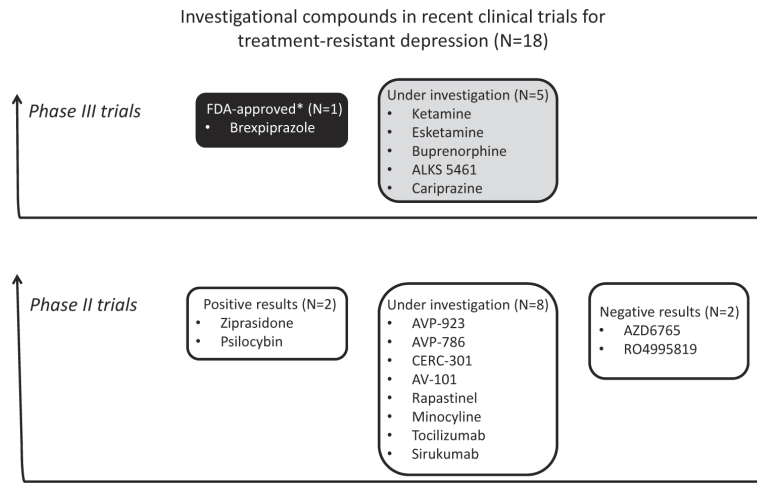 Investigational compounds in recent clinical trials for
treatment-resistant depression (N=18)
Phase III trials
FDA-approved* (N=1)
• Brexpiprazole
Under investigation (N=5)
• Ketamine
• Esketamine
• Buprenorphine
• ALKS 5461
• Cariprazine
Phase II trials
Positive results (N=2)
• Ziprasidone
• Psilocybin
Under investigation (N=8)
• AVP-923
• AVP-786
• CERC-301
• AV-101
• Rapastinel
• Minocyline
• Tocilizumab
• Sirukumab
Negative results (N=2)
• AZD6765
• RO4995819